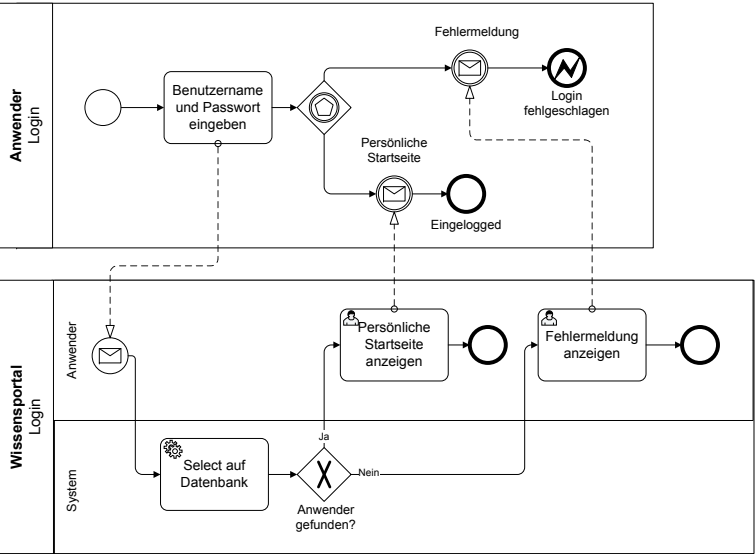 Anwender
Login
Benutzername
und Passwort
eingeben
Fehlermeldung
Login
fehlgeschlagen
Persönliche
Startseite
Eingelogged
Wissensportal
Login
Anwender
Persönliche
Startseite
anzeigen
Fehlermeldung
anzeigen
System
Select auf
Datenbank
Ja
Nein
Anwender
gefunden?